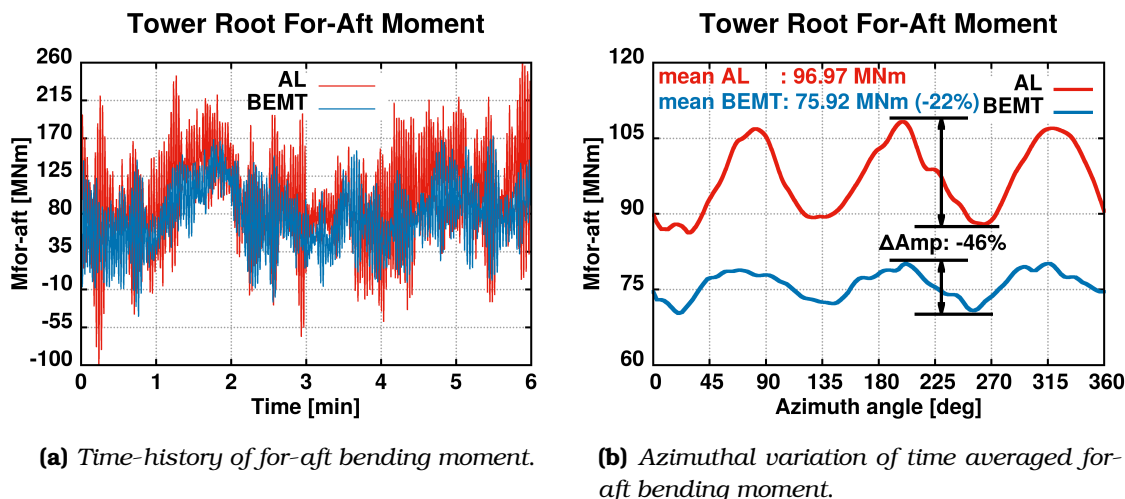 Tower Root For-Aft Moment
260
215
170
125
80
35
-10
-55
-100
Mfor-aft [MNm]
AL
BEMT
0 1 2 3 4 5 6
Time [min]
(a) Time-history of for-aft bending moment.
Tower Root For-Aft Moment
120
105
90
75
60
Mfor-aft [MNm]
mean AL : 96.97 MNm
mean BEMT: 75.92 MNm (-22%)
AL
BEMT
ΔAmp: -46%
0 45 90 135 180 225 270 315 360
Azimuth angle [deg]
(b) Azimuthal variation of time averaged for-
aft bending moment.